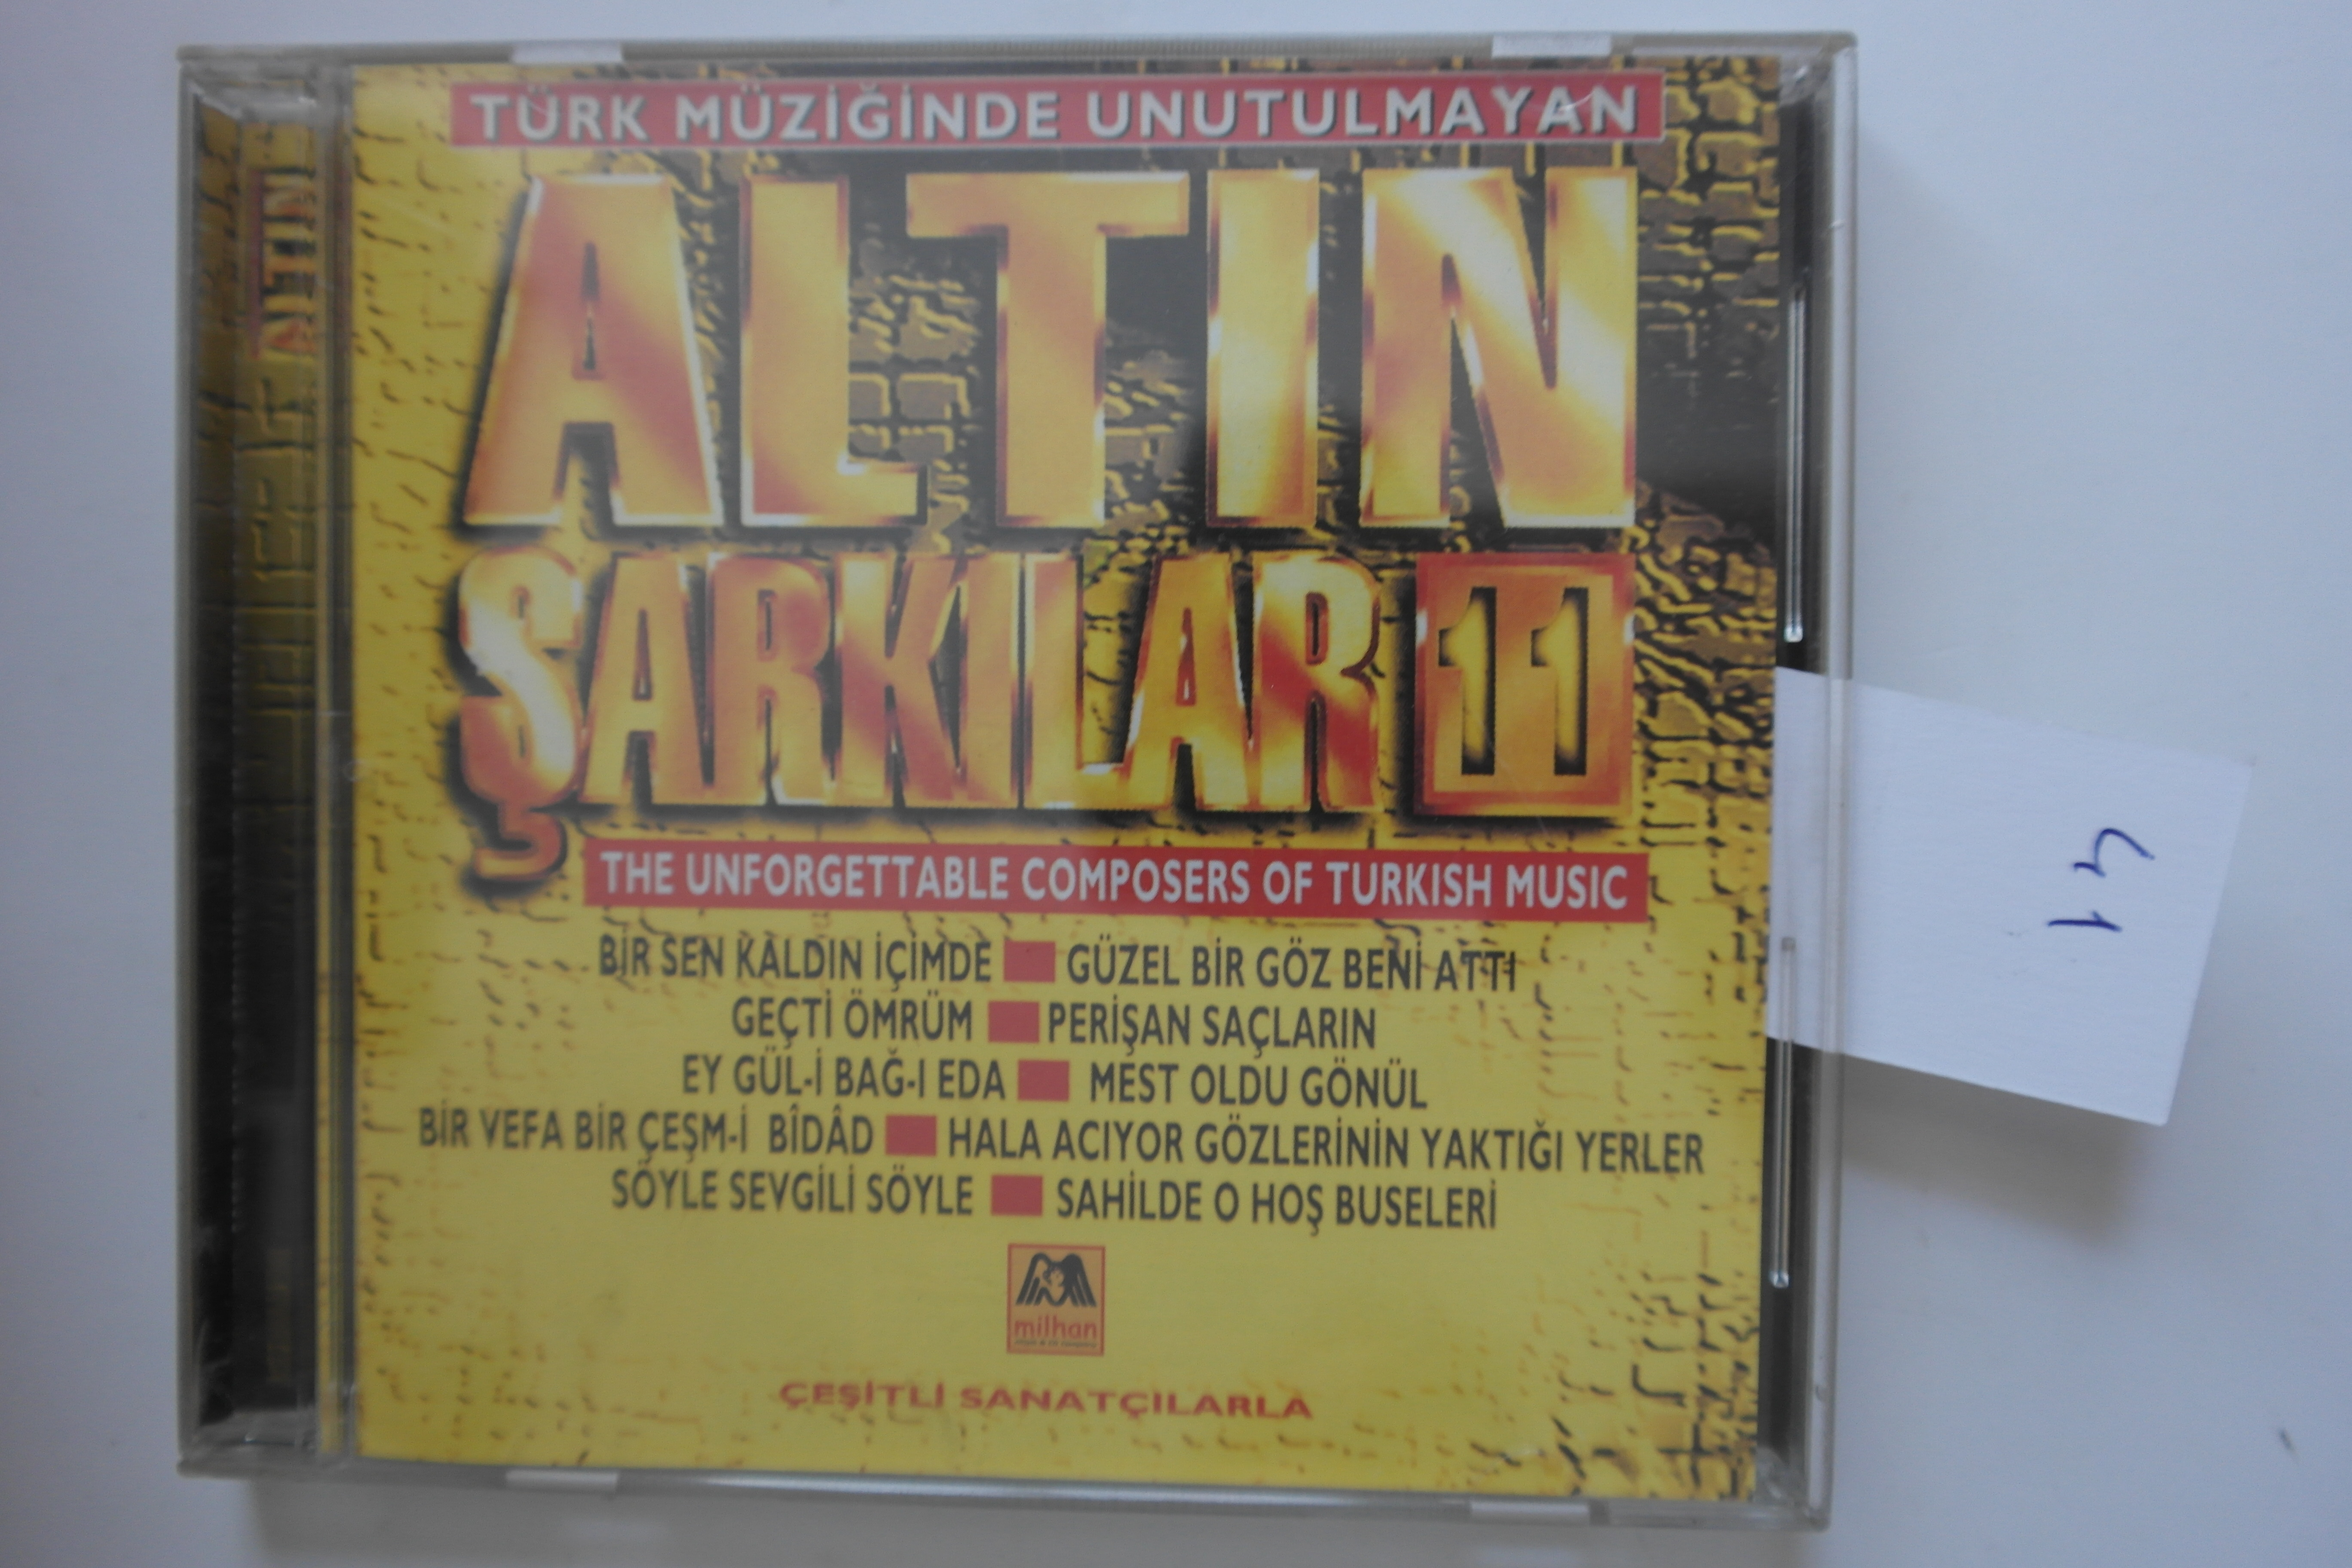 TÜRK MÜZİĞİNDE UNUTULMAYAN
ALTIN
ŞARKILAR 11
THE UNFORGETTABLE COMPOSERS OF TURKISH MUSIC
BİR SEN KALDIN İÇİMDE GÜZEL BİR GÖZ BENİ ATTI
GEÇTİ ÖMRÜM PERİŞAN SAÇLARIN
EY GÜL-İ BAĞ-I EDA MEST OLDU GÖNÜL
BİR VEFA BİR ÇEŞM-İ BÎDÂD HALA ACIYOR GÖZLERİNİN YAKTIĞI YERLER
SÖYLE SEVGİLİ SÖYLE SAHİLDE O HOŞ BUSELERİ
milhan
ÇEŞİTLİ SANATÇILARLA
ALTIN
41